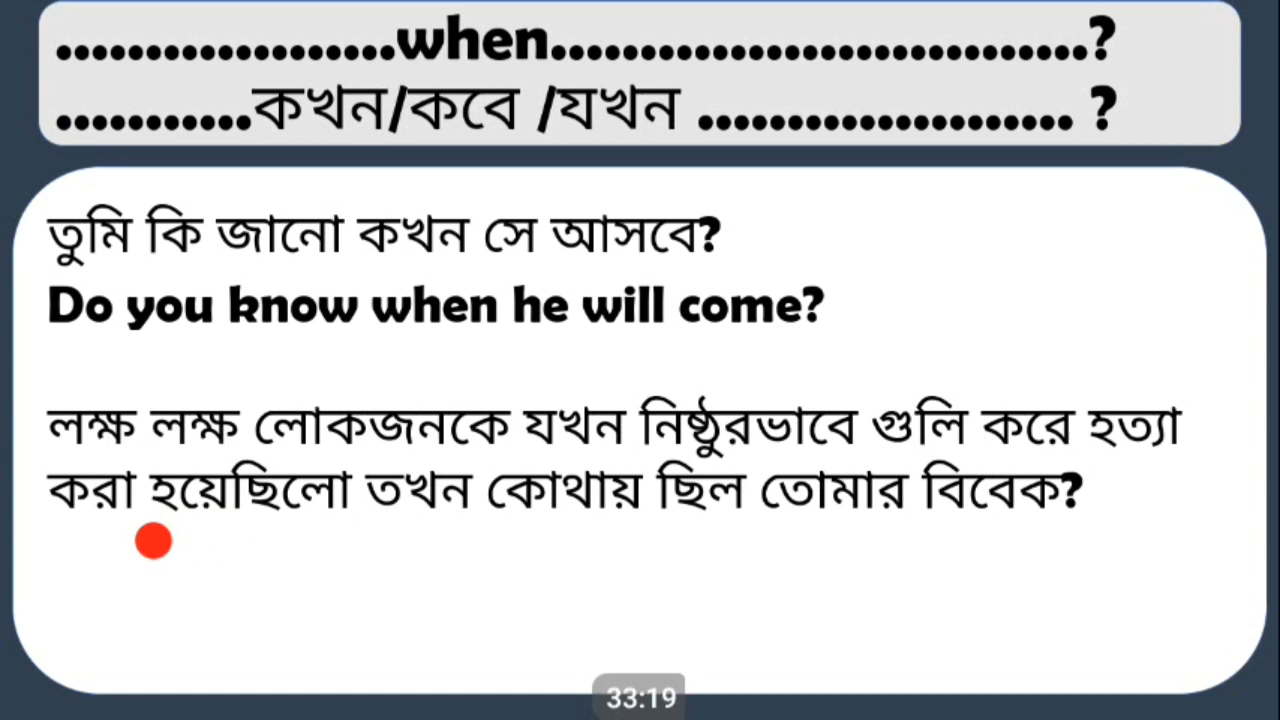 ...................when..............................?
...........কখন/কবে /যখন ..................... ?
তুমি কি জানো কখন সে আসবে?
Do you know when he will come?
লক্ষ লক্ষ লোকজনকে যখন নিষ্ঠুরভাবে গুলি করে হত্যা
করা হয়েছিলো তখন কোথায় ছিল তোমার বিবেক?
33:19